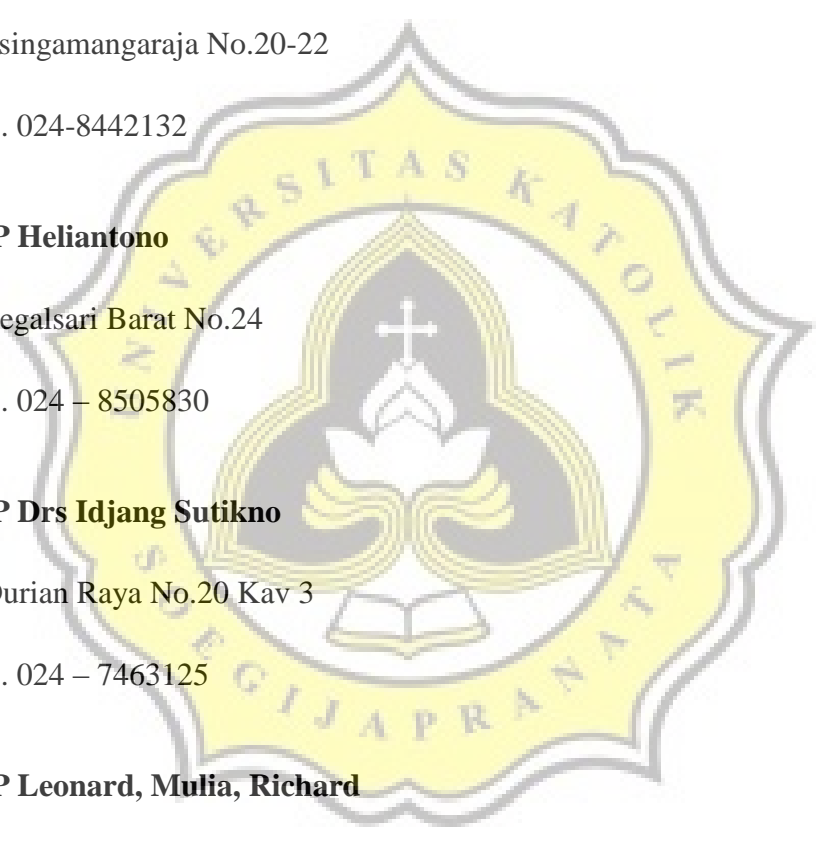 singamangaraja No.20-22
. 024-8442132
P Heliantono
egalsari Barat No.24
. 024 – 8505830
P Drs Idjang Sutikno
Durian Raya No.20 Kav 3
. 024 – 7463125
P Leonard, Mulia, Richard
UNIVERSITAS KATOLIK
SOEGIJAPRANATA